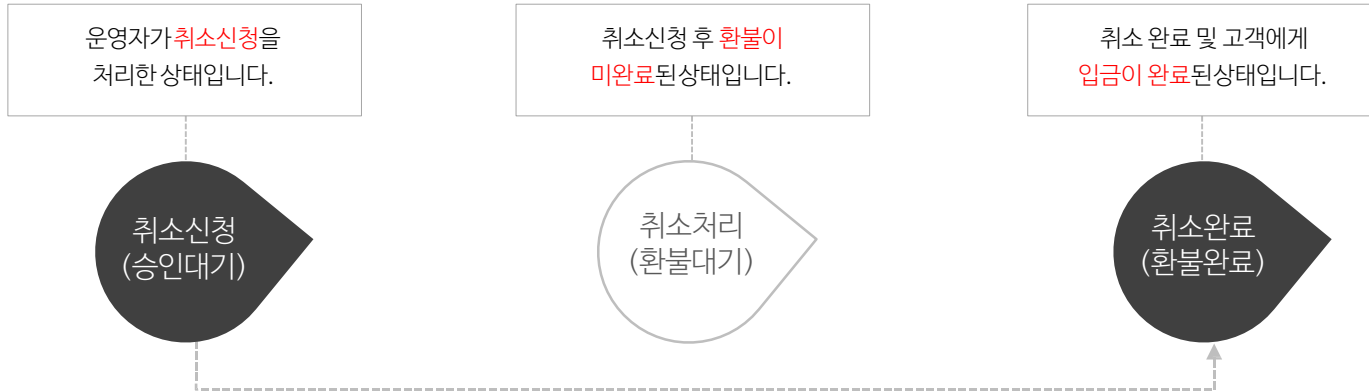 운영자가 취소신청을
처리한 상태입니다.
취소신청 후 환불이
미완료된상태입니다.
취소 완료 및 고객에게
입금이 완료된상태입니다.
취소신청
(승인대기)
취소처리
(환불대기)
취소완료
(환불완료)